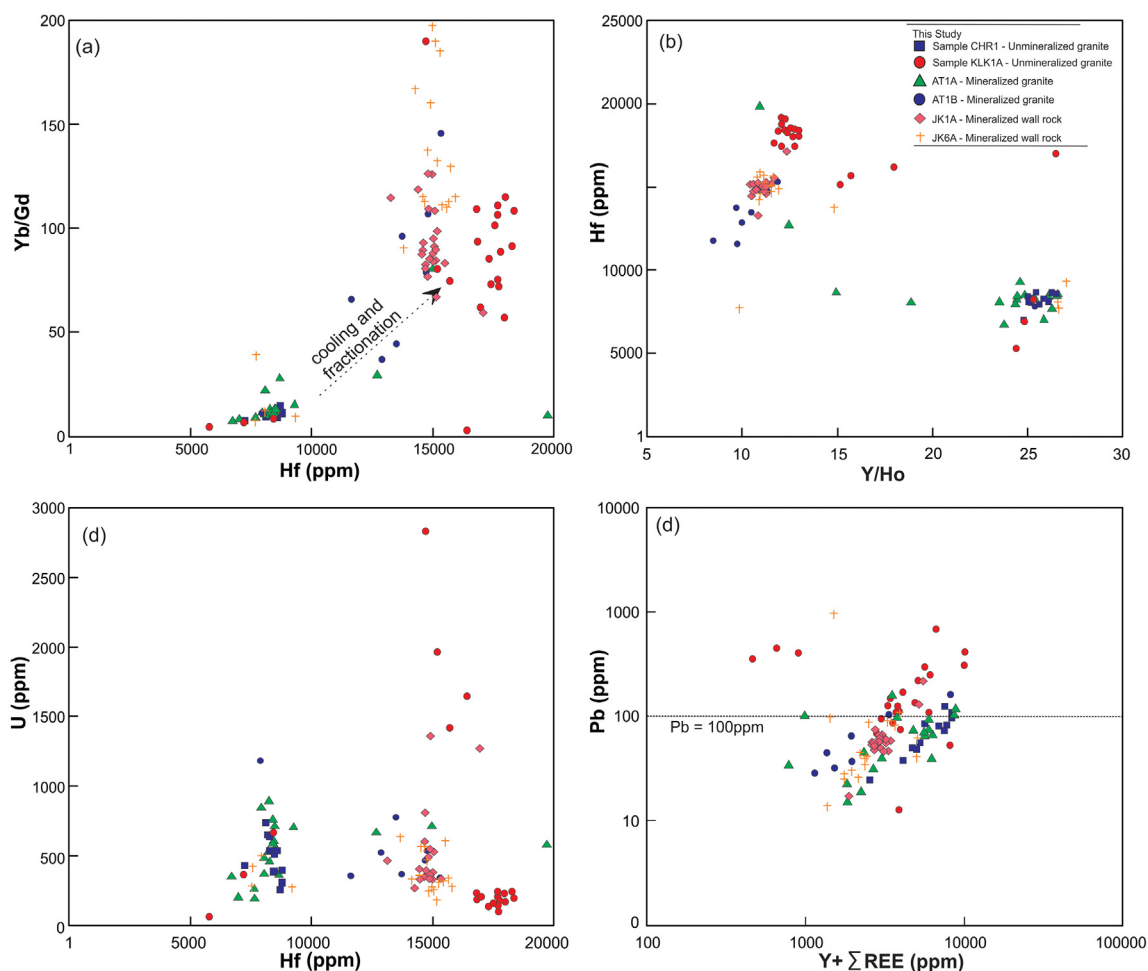 (a)
200
150
100
50
0
Yb/Gd
cooling and
fractionation
1
5000
10000
15000
20000
Hf (ppm)
(b)
25000
20000
10000
5000
1
Hf (ppm)
5
10
15
20
25
30
Y/Ho
This Study
Sample CHR1 - Unmineralized granite
Sample KLK1A - Unmineralized granite
AT1A - Mineralized granite
AT1B - Mineralized granite
JK1A - Mineralized wall rock
JK6A - Mineralized wall rock
(d)
3000
2500
2000
1500
1000
500
0
U (ppm)
1
5000
10000
15000
20000
Hf (ppm)
(d)
10000
1000
100
10
0
Pb (ppm)
Pb = 100ppm
100
1000
10000
100000
Y+ ∑REE (ppm)